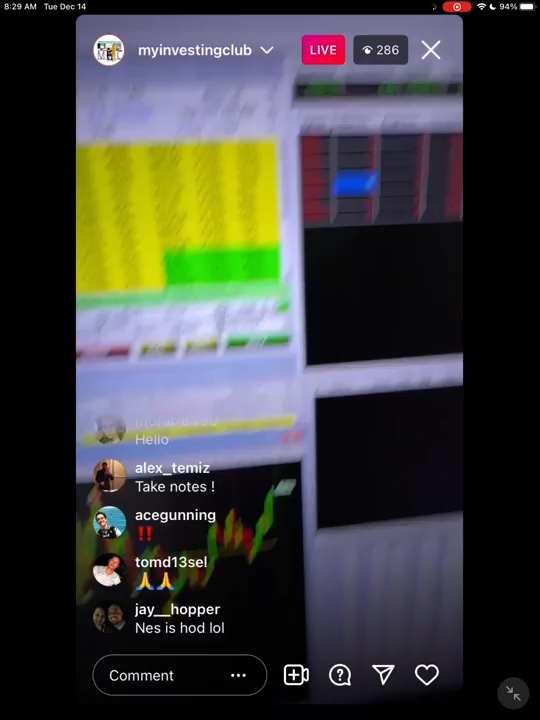 8:29 AM Tue Dec 14
94%
myinvestingclub
LIVE
286
Hello
alex_temiz
Take notes !
acegunning
‼️
tomd13sel
🙏🙏
jay__hopper
Nes is hod lol
Comment